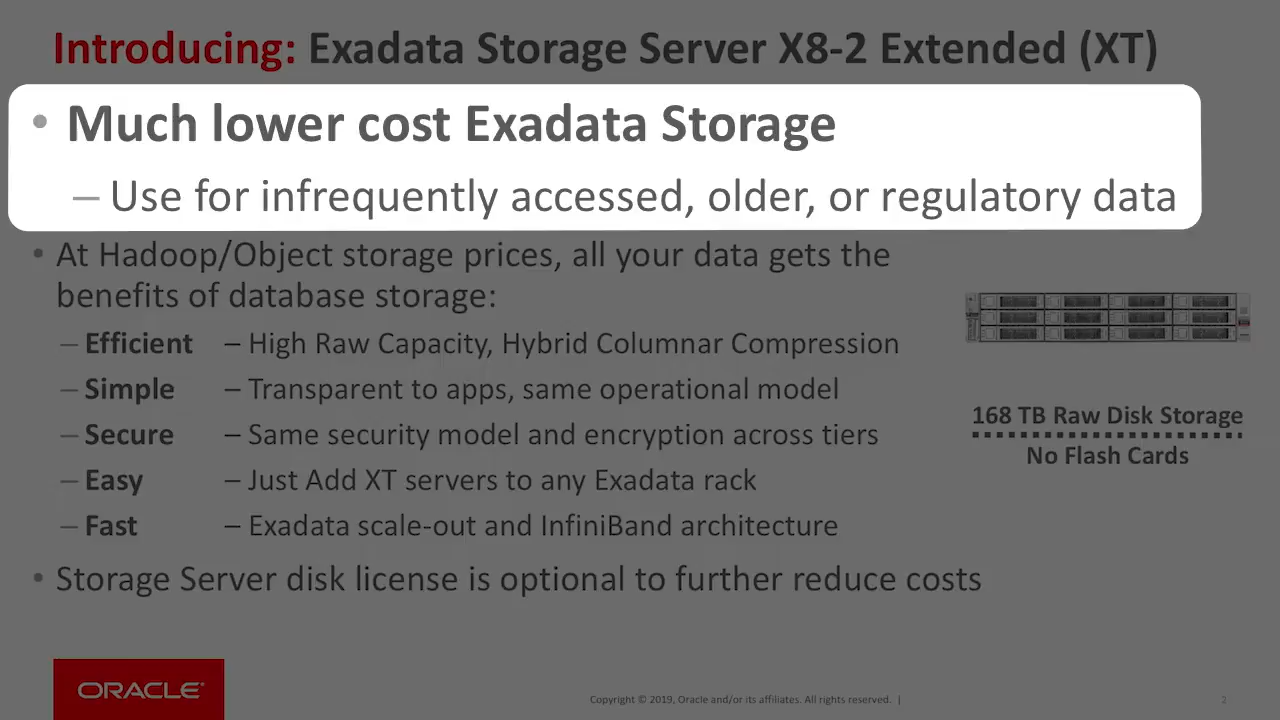 Introducing: Exadata Storage Server X8-2 Extended (XT)
• Much lower cost Exadata Storage
– Use for infrequently accessed, older, or regulatory data
• At Hadoop/Object storage prices, all your data gets the
benefits of database storage:
– Efficient – High Raw Capacity, Hybrid Columnar Compression
– Simple – Transparent to apps, same operational model
– Secure – Same security model and encryption across tiers
– Easy – Just Add XT servers to any Exadata rack
– Fast – Exadata scale-out and InfiniBand architecture
• Storage Server disk license is optional to further reduce costs
168 TB Raw Disk Storage
No Flash Cards
ORACLE®
Copyright © 2019, Oracle and/or its affiliates. All rights reserved. |
2